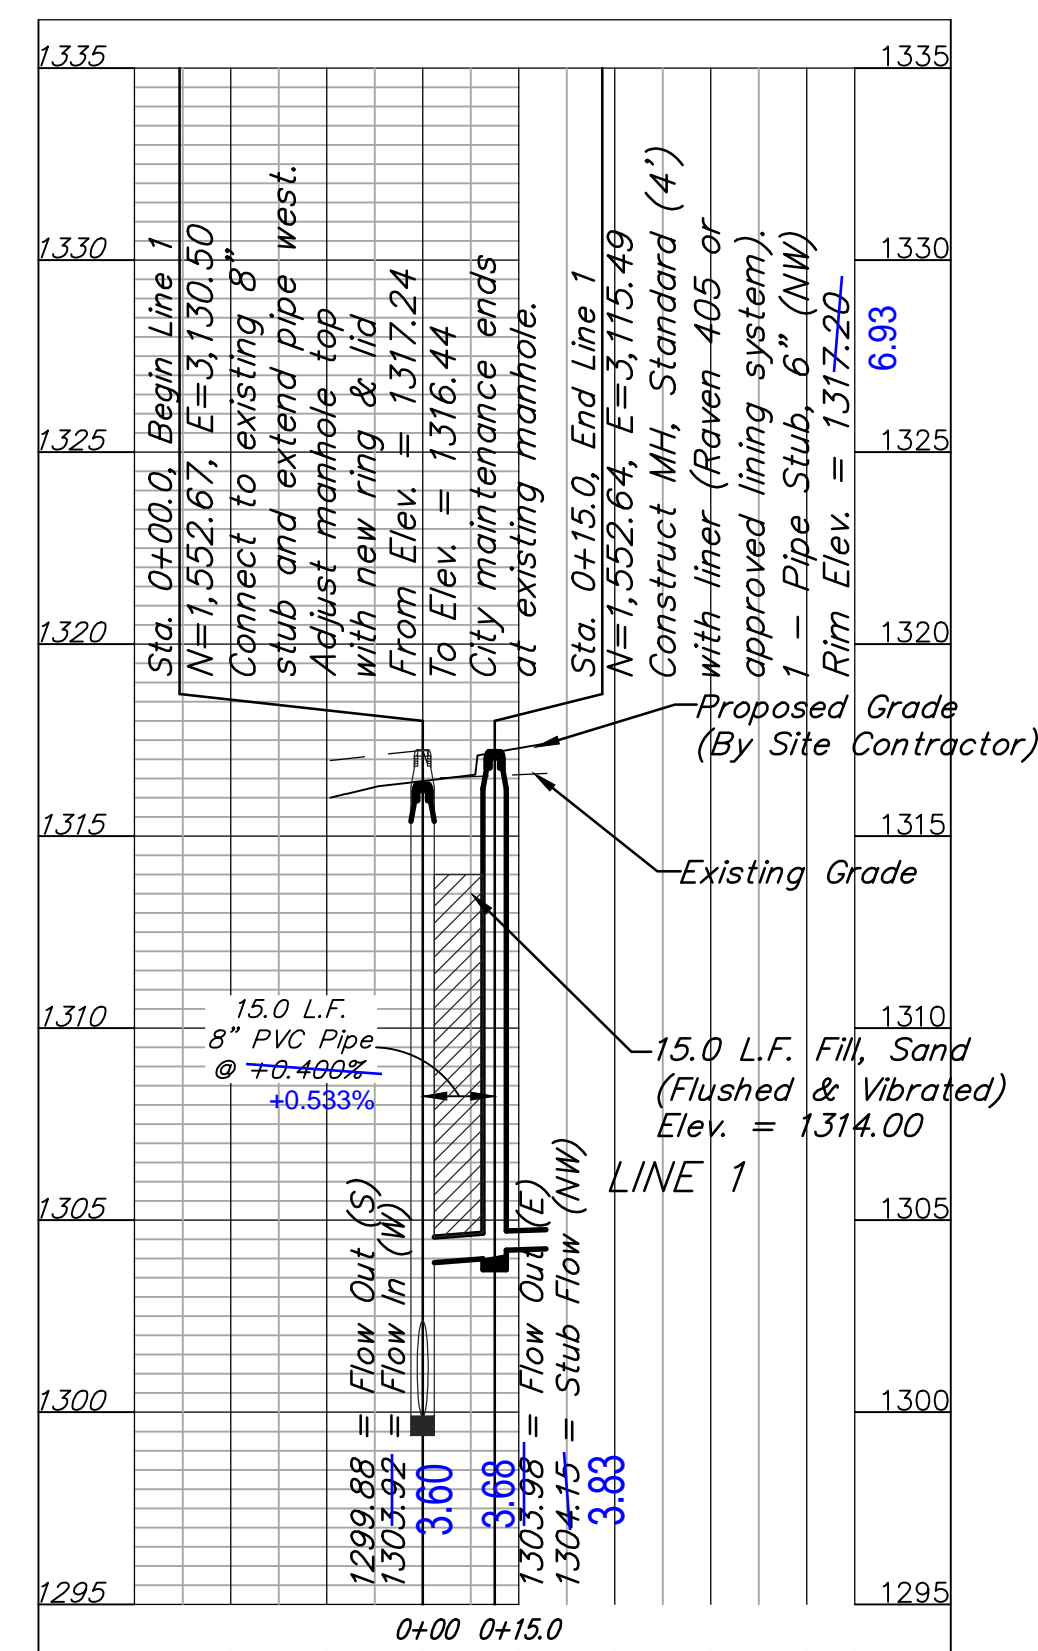 1335
1330
1325
1320
1315
1310
1305
1300
1295
1335
1330
1325
1320
1315
1310
1305
1300
1295
Sta. 0+00.0, Begin Line 1
N=1,552.67, E=3,130.50
Connect to existing 8"
stub and extend pipe west.
Adjust manhole top
with new ring & lid
From Elev. = 1317.24
To Elev. = 1316.44
City maintenance ends
at existing manhole.
Sta. 0+15.0, End Line 1
N=1,552.64, E=3,115.49
Construct MH, Standard (4')
with liner (Raven 405 or
approved lining system).
1 - Pipe Stub, 6" (NW)
Rim Elev. = 1317.20
6.93
Proposed Grade
(By Site Contractor)
Existing Grade
15.0 L.F.
8" PVC Pipe
@ +0.400%
+0.533%
15.0 L.F. Fill, Sand
(Flushed & Vibrated)
Elev. = 1314.00
LINE 1
1299.88 = Flow Out (S)
1303.92 = Flow In (W)
3.60
3.68
1303.98 = Flow Out (E)
1304.15 = Stub Flow (NW)
3.83
0+00 0+15.0